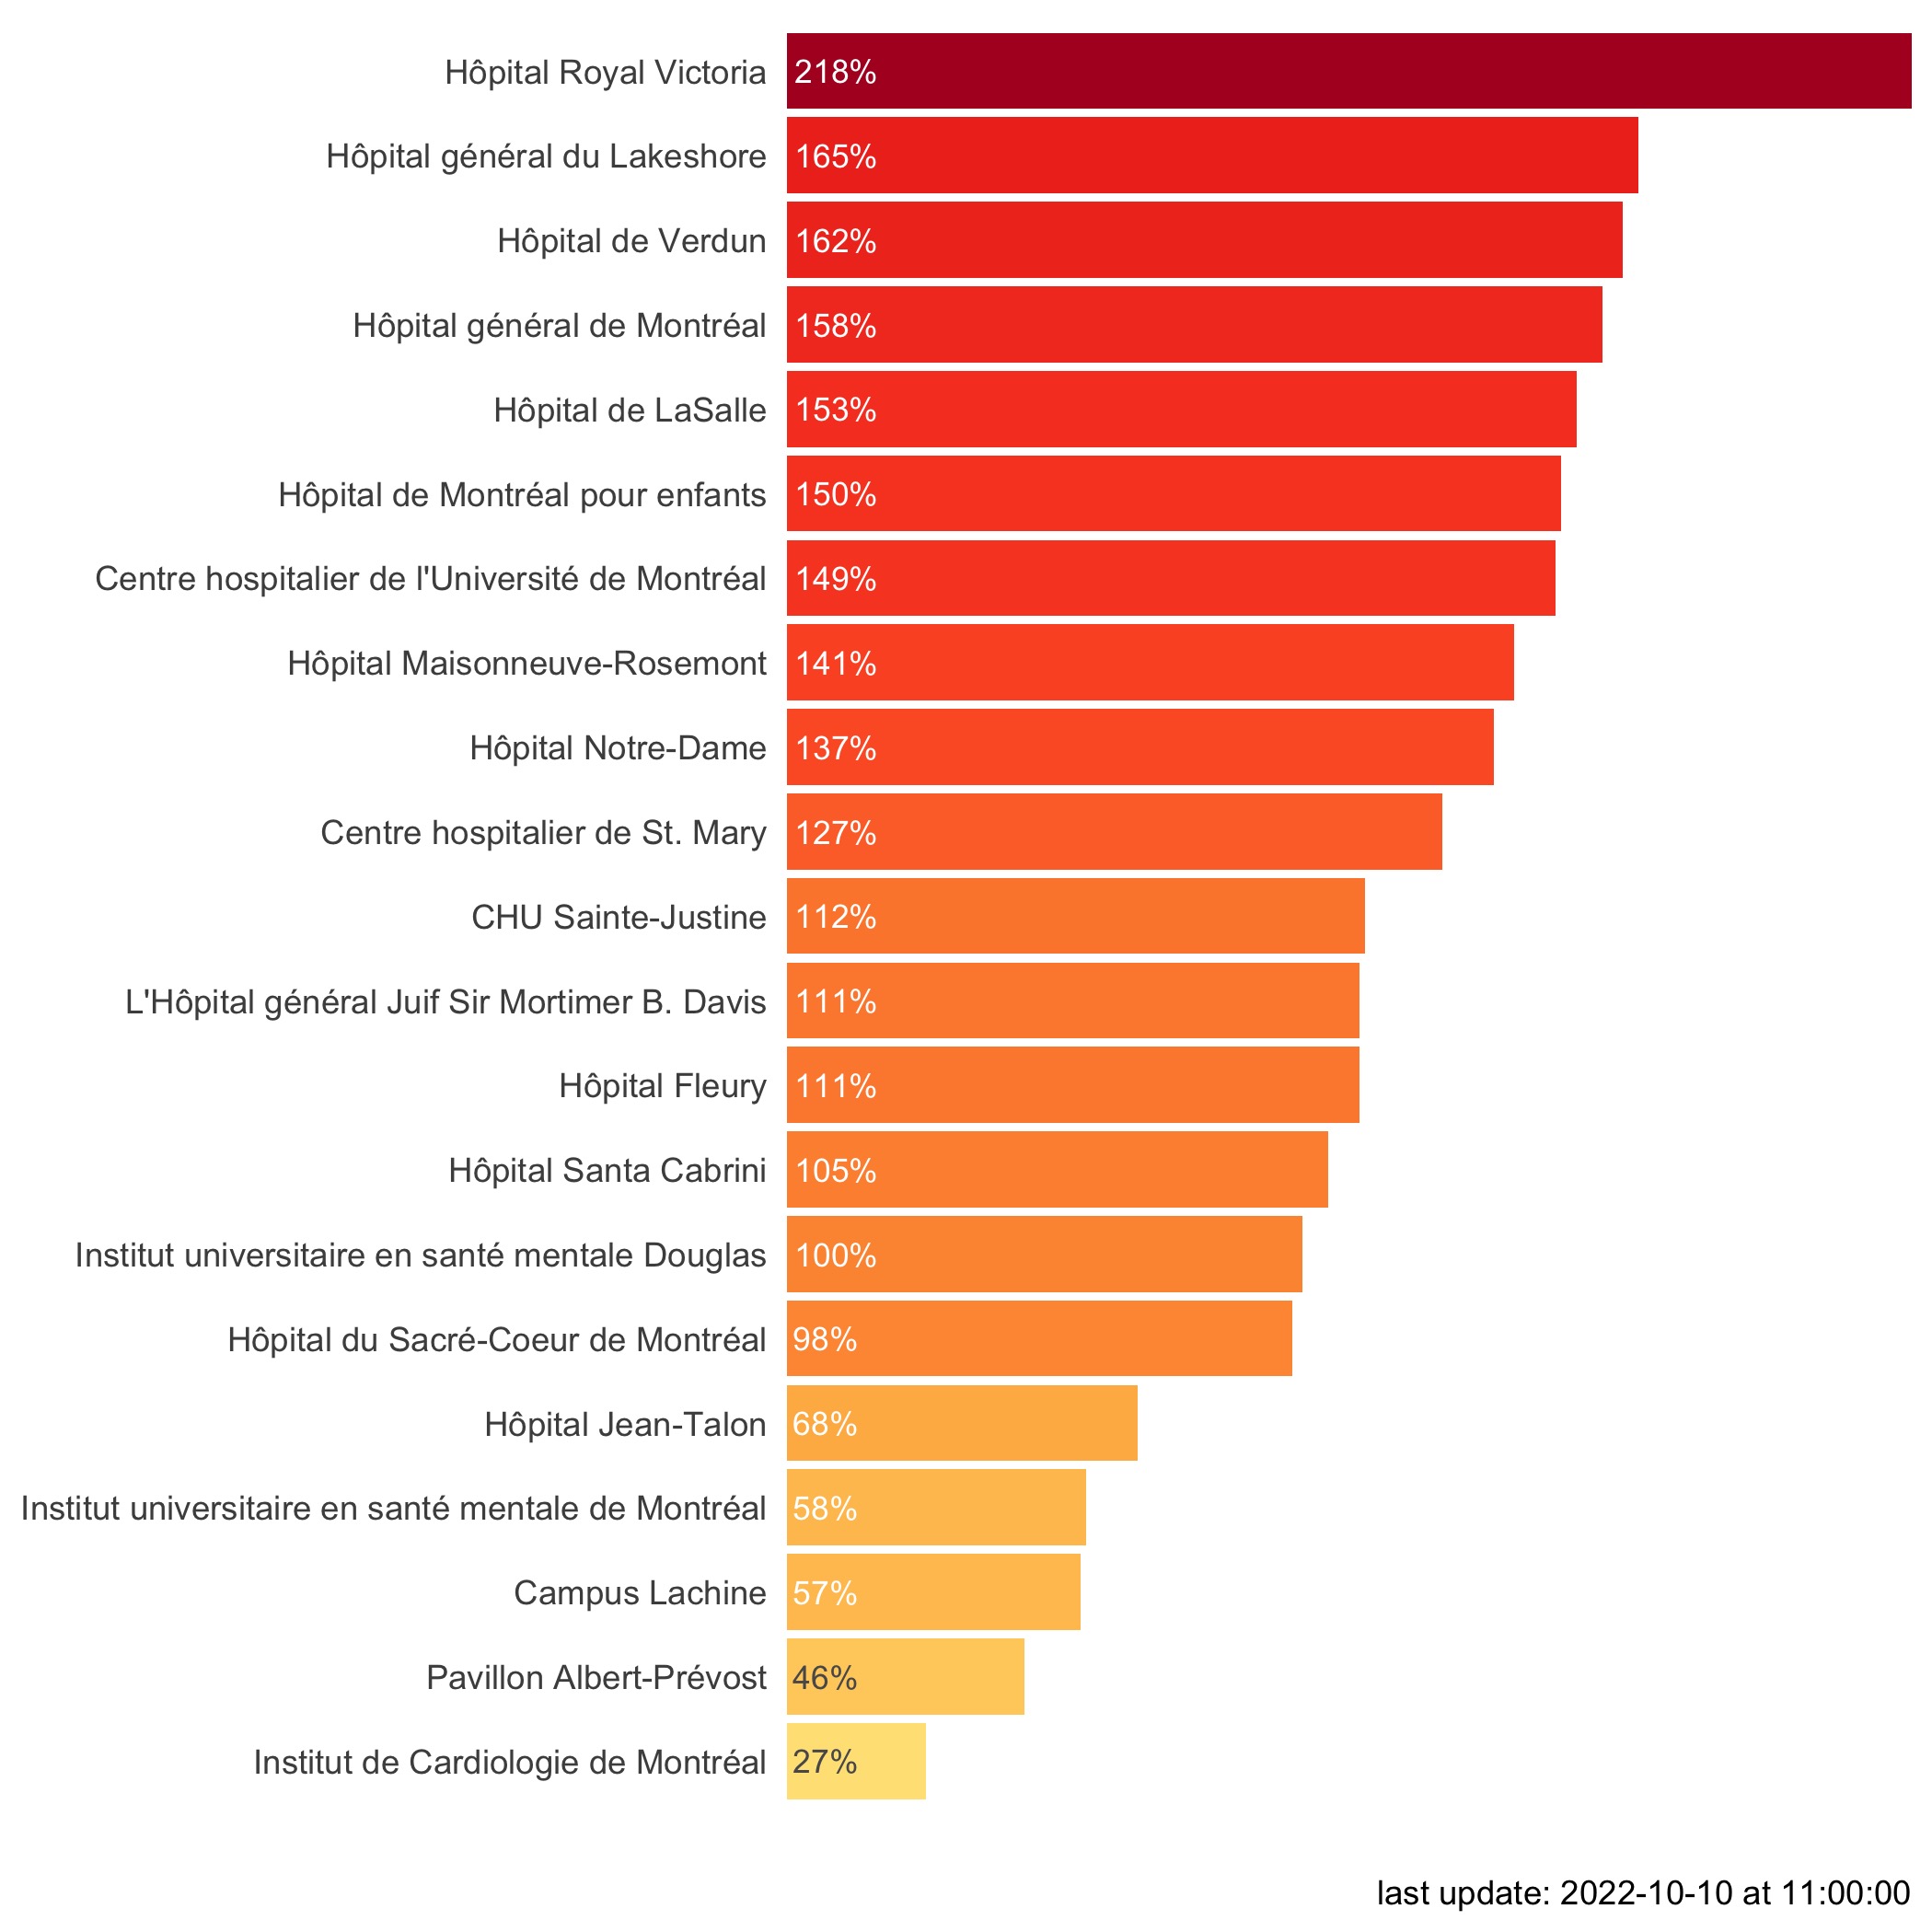 Hôpital Royal Victoria 218%
Hôpital général du Lakeshore 165%
Hôpital de Verdun 162%
Hôpital général de Montréal 158%
Hôpital de LaSalle 153%
Hôpital de Montréal pour enfants 150%
Centre hospitalier de l'Université de Montréal 149%
Hôpital Maisonneuve-Rosemont 141%
Hôpital Notre-Dame 137%
Centre hospitalier de St. Mary 127%
CHU Sainte-Justine 112%
L'Hôpital général Juif Sir Mortimer B. Davis 111%
Hôpital Fleury 111%
Hôpital Santa Cabrini 105%
Institut universitaire en santé mentale Douglas 100%
Hôpital du Sacré-Coeur de Montréal 98%
Hôpital Jean-Talon 68%
Institut universitaire en santé mentale de Montréal 58%
Campus Lachine 57%
Pavillon Albert-Prévost 46%
Institut de Cardiologie de Montréal 27%
last update: 2022-10-10 at 11:00:00